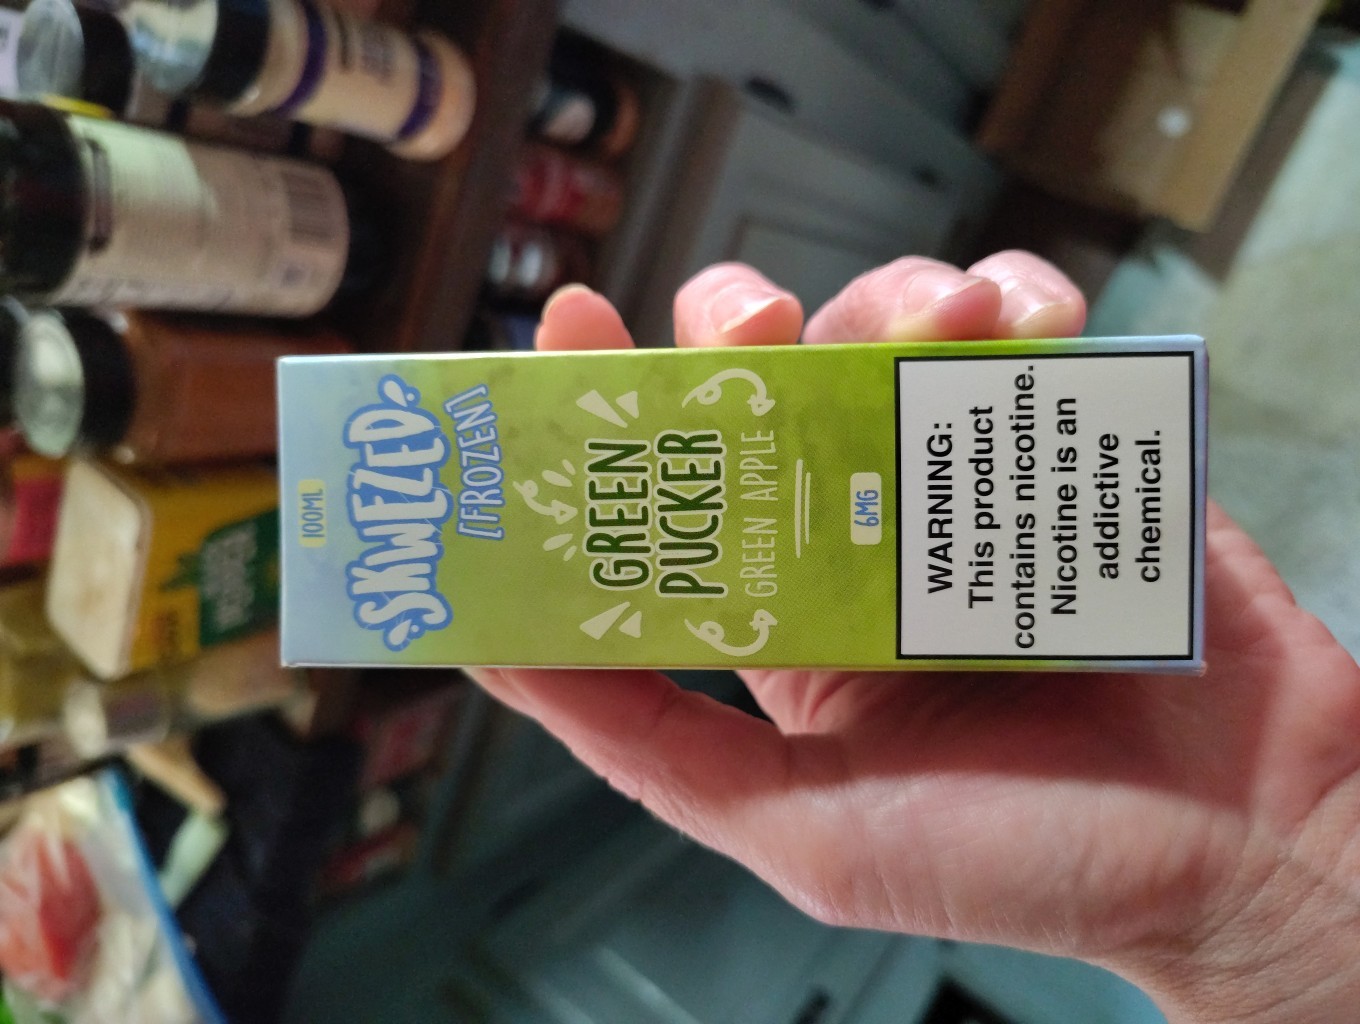 100ML
SKWEZED
[FROZEN]
GREEN
PUCKER
GREEN APPLE
6MG
WARNING:
This product
contains nicotine.
Nicotine is an
addictive
chemical.